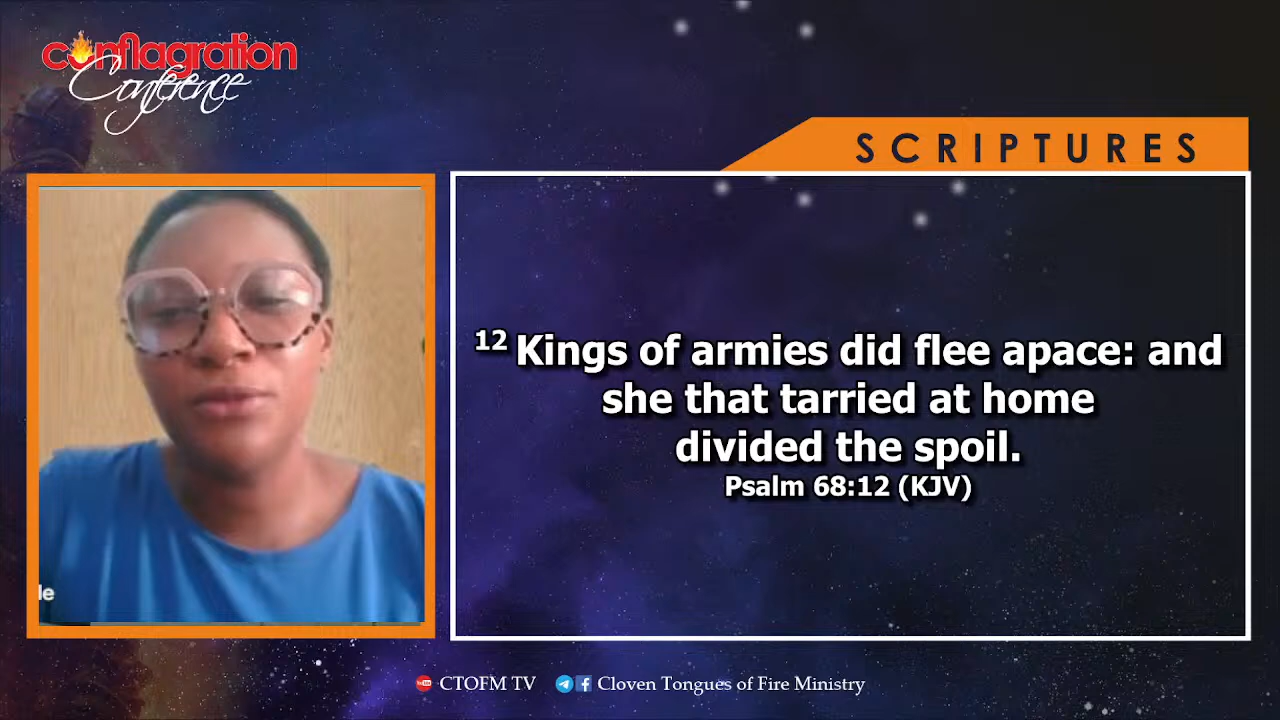 conflagration
Conference
SCRIPTURES
12 Kings of armies did flee apace: and
she that tarried at home
divided the spoil.
Psalm 68:12 (KJV)
le
CTOFM TV Cloven Tongues of Fire Ministry